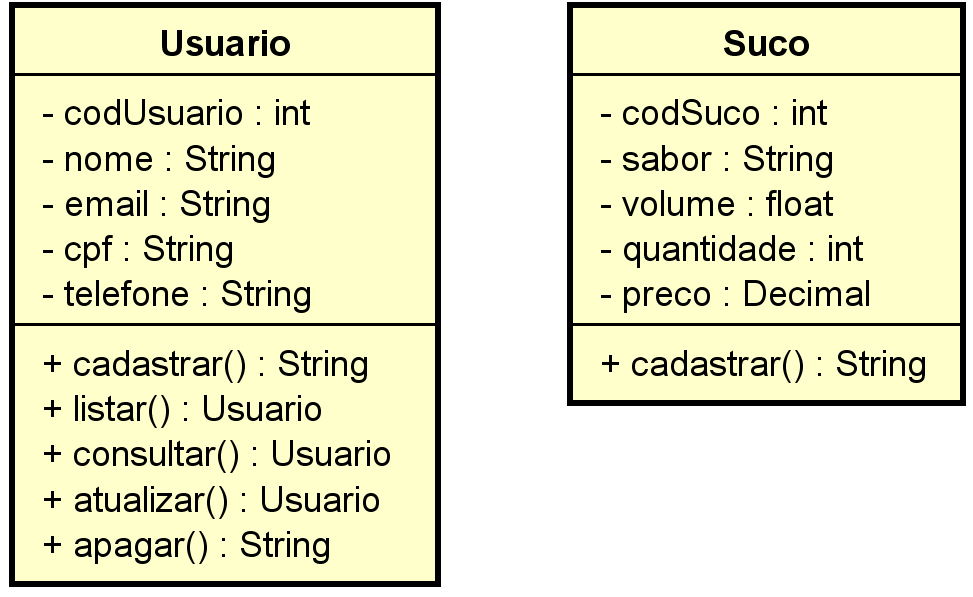 Usuario
- codUsuario : int
- nome : String
- email : String
- cpf : String
- telefone : String
+ cadastrar() : String
+ listar() : Usuario
+ consultar() : Usuario
+ atualizar() : Usuario
+ apagar() : String
Suco
- codSuco : int
- sabor : String
- volume : float
- quantidade : int
- preco : Decimal
+ cadastrar() : String